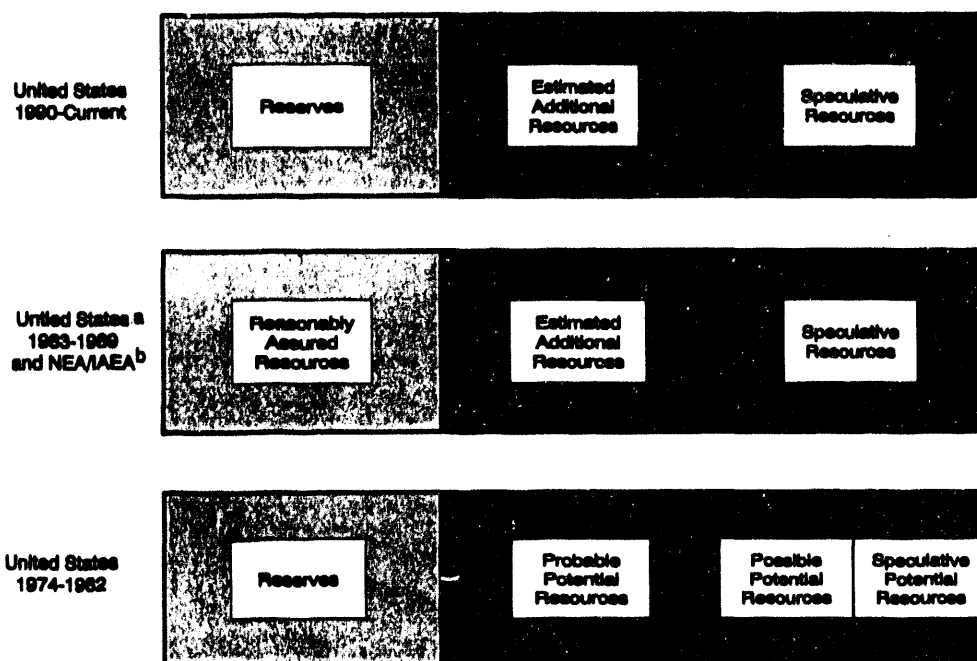 United States
1990-Current
Reserves
Estimated
Additional
Resources
Speculative
Resources
Untied States a
1983-1989
and NEA/IAEA b
Reasonably
Assured
Resources
Estimated
Additional
Resources
Speculative
Resources
United States
1974-1982
Reserves
Probable
Potential
Resources
Possible
Potential
Resources
Speculative
Potential
Resources